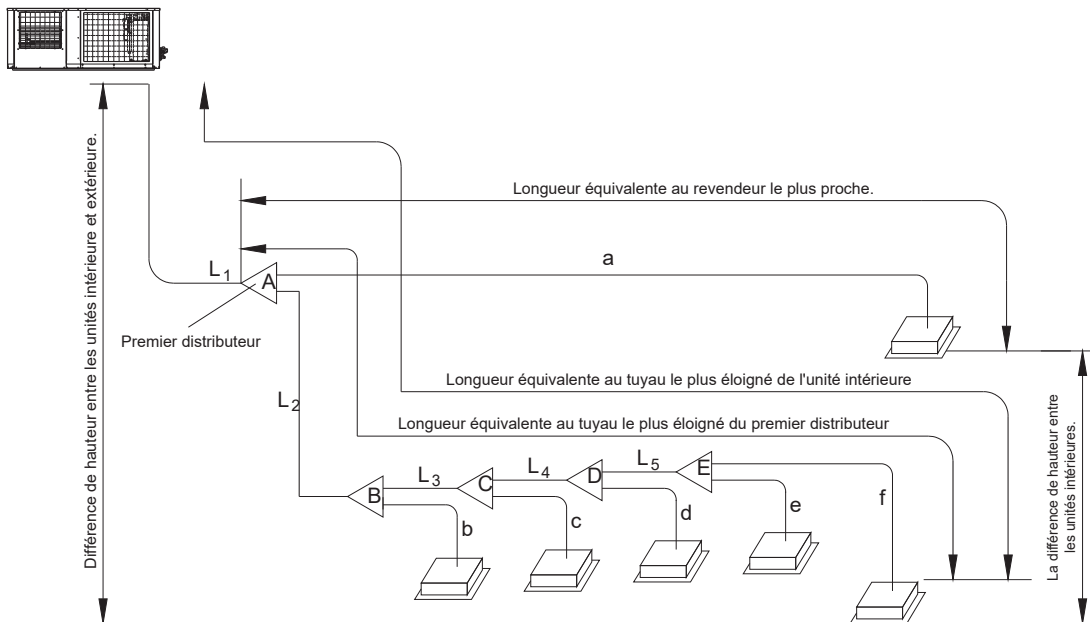 Différence de hauteur entre les unités intérieure et extérieure.
Longueur équivalente au revendeur le plus proche.
L1
A
a
Premier distributeur
Longueur équivalente au tuyau le plus éloigné de l'unité intérieure
L2
Longueur équivalente au tuyau le plus éloigné du premier distributeur
L3
L4
L5
B
C
D
E
b
c
d
e
f
La différence de hauteur entre
les unités intérieures.